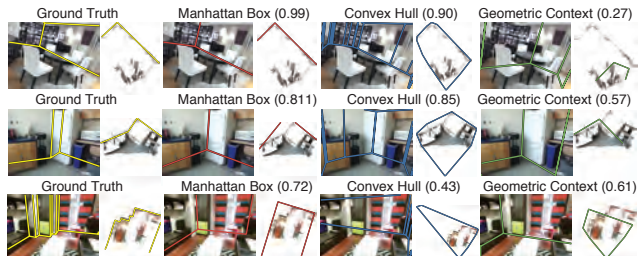 Ground Truth Manhattan Box (0.99) Convex Hull (0.90) Geometric Context (0.27)
Ground Truth Manhattan Box (0.811) Convex Hull (0.85) Geometric Context (0.57)
Ground Truth Manhattan Box (0.72) Convex Hull (0.43) Geometric Context (0.61)